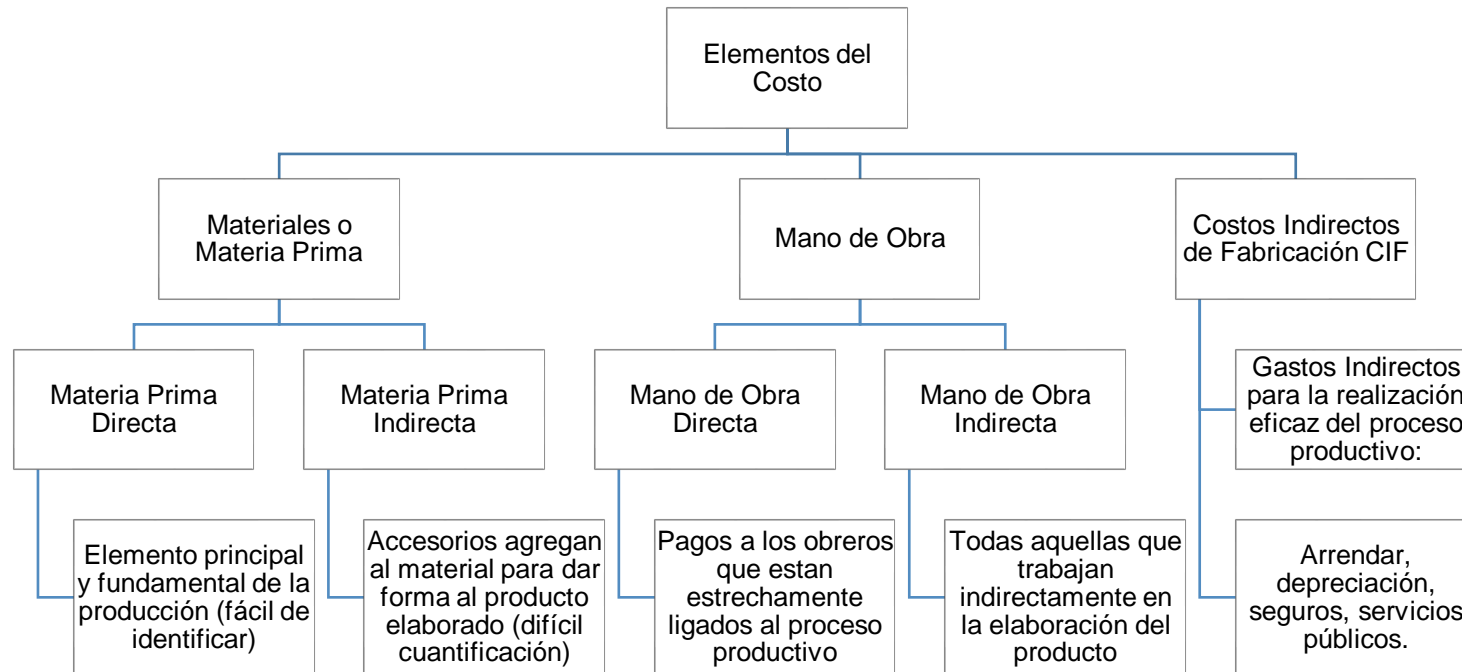 Elementos del
Costo
Materiales o
Materia Prima
Mano de Obra
Costos Indirectos
de Fabricación CIF
Materia Prima
Directa
Materia Prima
Indirecta
Mano de Obra
Directa
Mano de Obra
Indirecta
Gastos Indirectos
para la realización
eficaz del proceso
productivo:
Elemento principal
y fundamental de la
producción (fácil de
identificar)
Accesorios agregan
al material para dar
forma al producto
elaborado (difícil
cuantificación)
Pagos a los obreros
que estan
estrechamente
ligados al proceso
productivo
Todas aquellas que
trabajan
indirectamente en
la elaboración del
producto
Arrendar,
depreciación,
seguros, servicios
públicos.